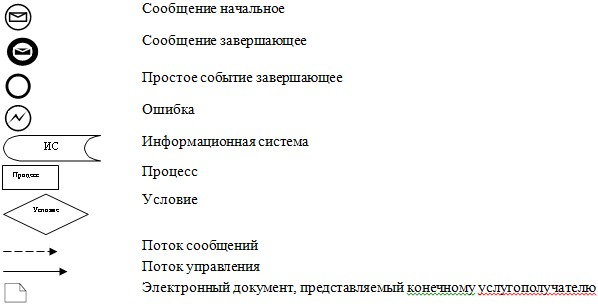 Сообщение начальное
Сообщение завершающее
Простое событие завершающее
Ошибка
ИС
Информационная система
Процесс
Процесс
Условие
Условие
Поток сообщений
Поток управления
Электронный документ, представляемый конечному услугополучателю